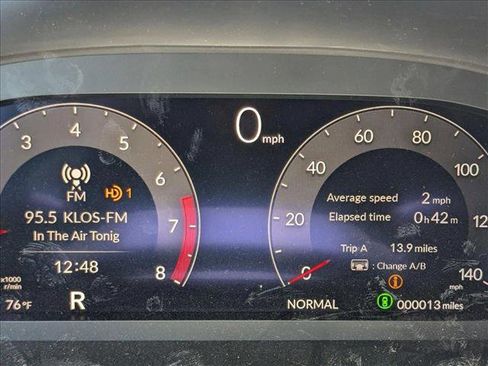 0 mph
3 4 5 6 7 8
x1000
r/min
FM
HD 1
95.5 KLOS-FM
In The Air Tonig
12:48
76°F
R
0 20 40 60 80 100 120 140
mph
Average speed 2 mph
Elapsed time 0 h 42 m
Trip A 13.9 miles
: Change A/B
NORMAL
000013 miles